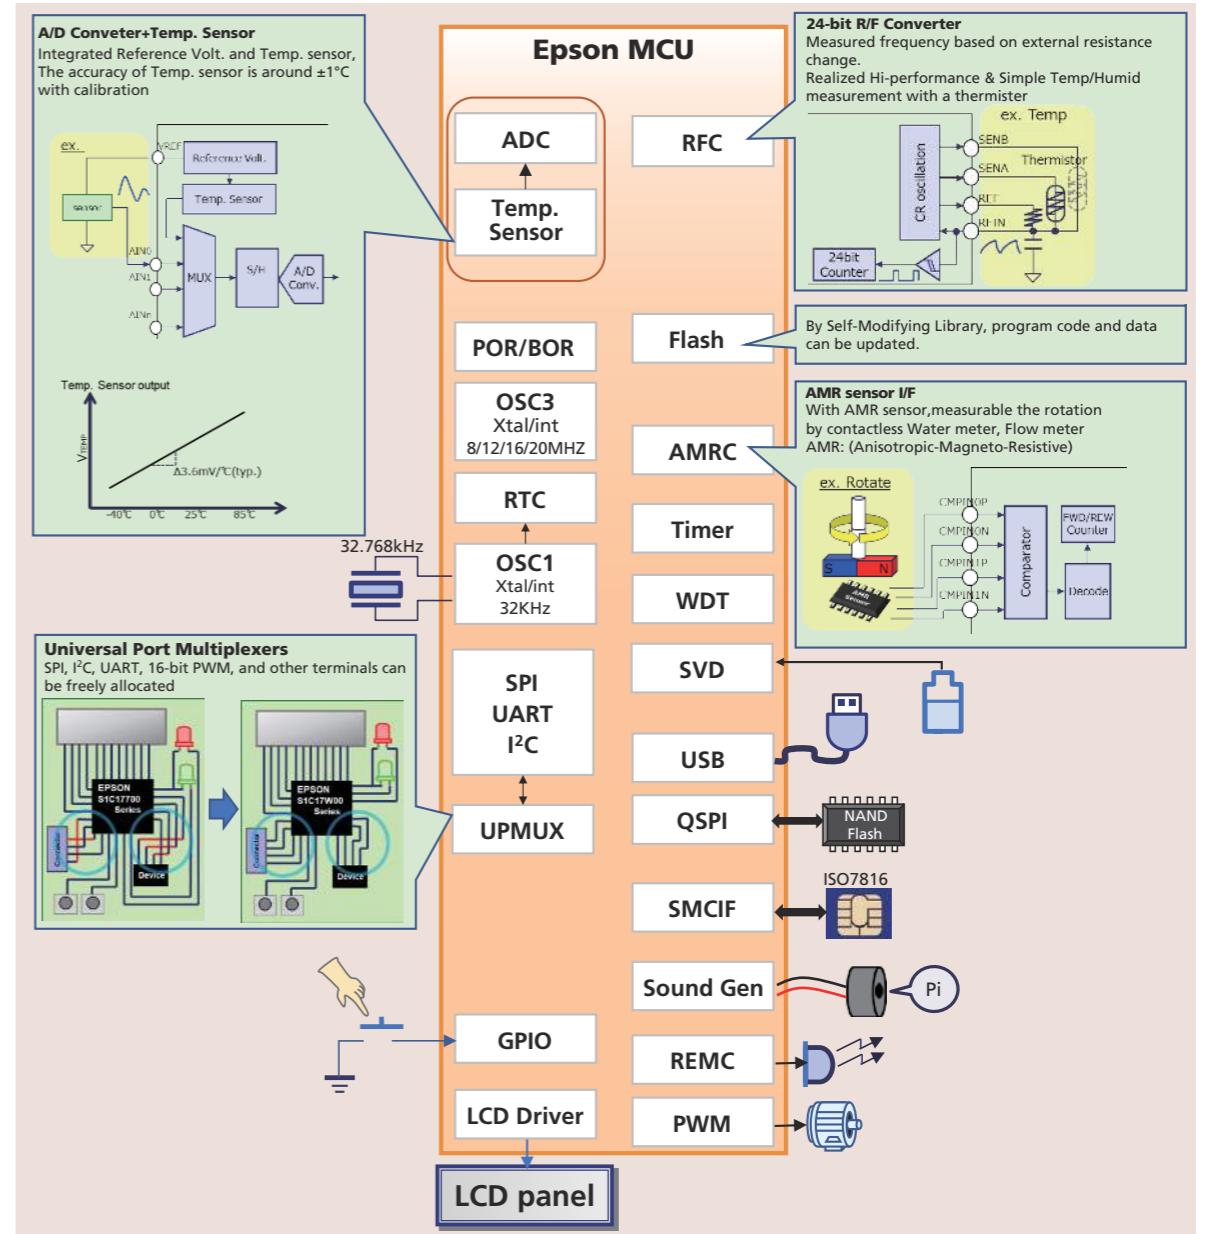 A/D Conveter+Temp. Sensor
Integrated Reference Volt. and Temp. sensor,
The accuracy of Temp. sensor is around ±1°C
with calibration
ex.
VREF
Reference Volt.
sensor
Temp. Sensor
AIN0
AIN1
AINn
MUX
S/H
A/D
Conv.
Temp. Sensor output
VTEMP
Δ3.6mV/℃(typ.)
-40℃ 0℃ 25℃ 85℃
32.768kHz
Universal Port Multiplexers
SPI, I²C, UART, 16-bit PWM, and other terminals can
be freely allocated
EPSON
S1C17700
Series
Connector
Device
EPSON
S1C17W00
Series
Connector
Device
Epson MCU
ADC
Temp.
Sensor
POR/BOR
OSC3
Xtal/int
8/12/16/20MHZ
RTC
OSC1
Xtal/int
32KHz
SPI
UART
I²C
UPMUX
GPIO
LCD Driver
LCD panel
RFC
Flash
AMRC
Timer
WDT
SVD
USB
QSPI
SMCIF
Sound Gen
REMC
PWM
24-bit R/F Converter
Measured frequency based on external resistance
change.
Realized Hi-performance & Simple Temp/Humid
measurement with a thermister
ex. Temp
CR oscillation
SENB
SENA
REF
RFIN
Thermistor
24bit
Counter
By Self-Modifying Library, program code and data
can be updated.
AMR sensor I/F
With AMR sensor,measurable the rotation
by contactless Water meter, Flow meter
AMR: (Anisotropic-Magneto-Resistive)
ex. Rotate
S N
AMR
Sensor
CMPIN0P
CMPIN0N
CMPIN1P
CMPIN1N
Comparator
FWD/REW
Counter
Decode
NAND
Flash
ISO7816
Pi